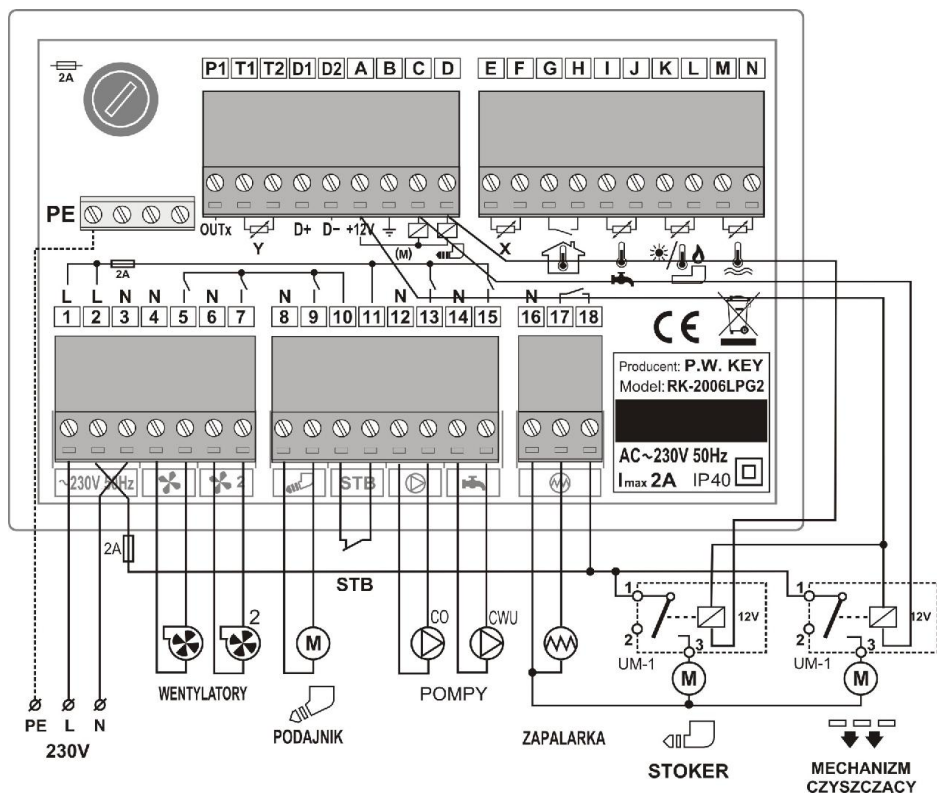 2A
P1 T1 T2 D1 D2 A B C D E F G H I J K L M N
PE
OUTx Y D+ D− +12V (M) X
2A
L L N N N N N N N
1 2 3 4 5 6 7 8 9 10 11 12 13 14 15 16 17 18
CE
Producent: P.W. KEY
Model: RK-2006LPG2
AC~230V 50Hz
Imax 2A IP40
~230V 50Hz 2 STB
2A
STB
1 1
2 CO CWU 12V 12V
2 3 2 3
UM-1 UM-1
M M M
WENTYLATORY POMPY
PE L N PODAJNIK ZAPALARKA
230V
STOKER MECHANIZM
CZYSZCZACY